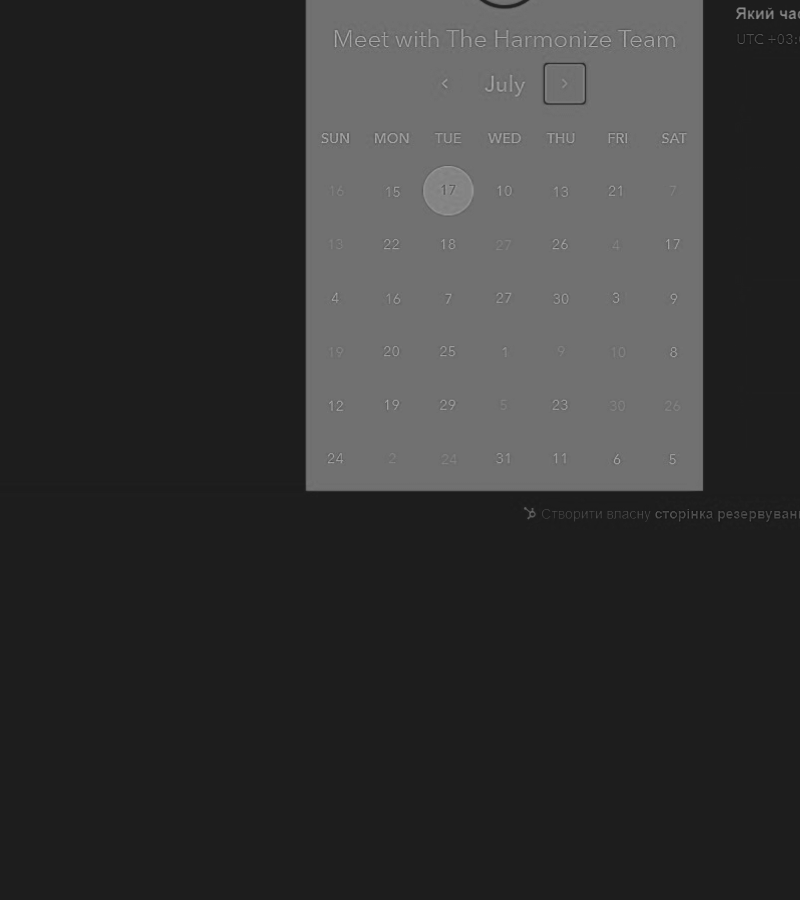 Який час
UTC +03:
Meet with The Harmonize Team
July
SUN MON TUE WED THU FRI SAT
16 15 17 10 13 21 7
13 22 18 27 26 4 17
4 16 7 27 30 3 9
19 20 25 1 9 10 8
12 19 29 5 23 30 26
24 2 24 31 11 6 5
Створити власну сторінка резервуван